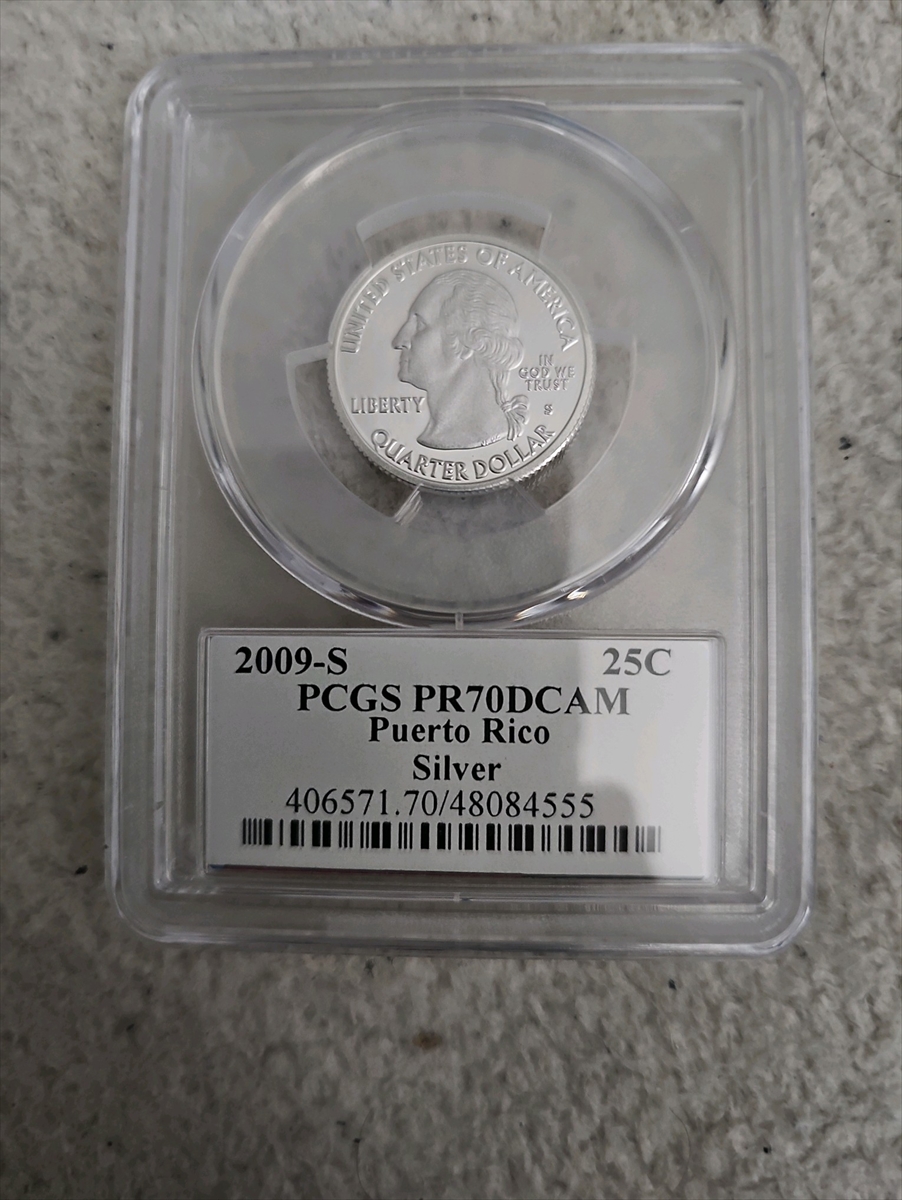 UNITED STATES OF AMERICA
IN
GOD WE
TRUST
LIBERTY
S
QUARTER DOLLAR
2009-S 25C
PCGS PR70DCAM
Puerto Rico
Silver
406571.70/48084555